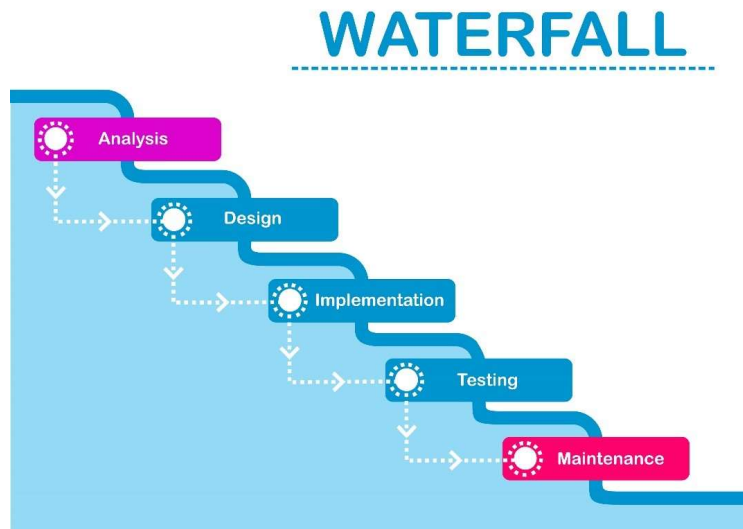 WATERFALL
Analysis
Design
Implementation
Testing
Maintenance